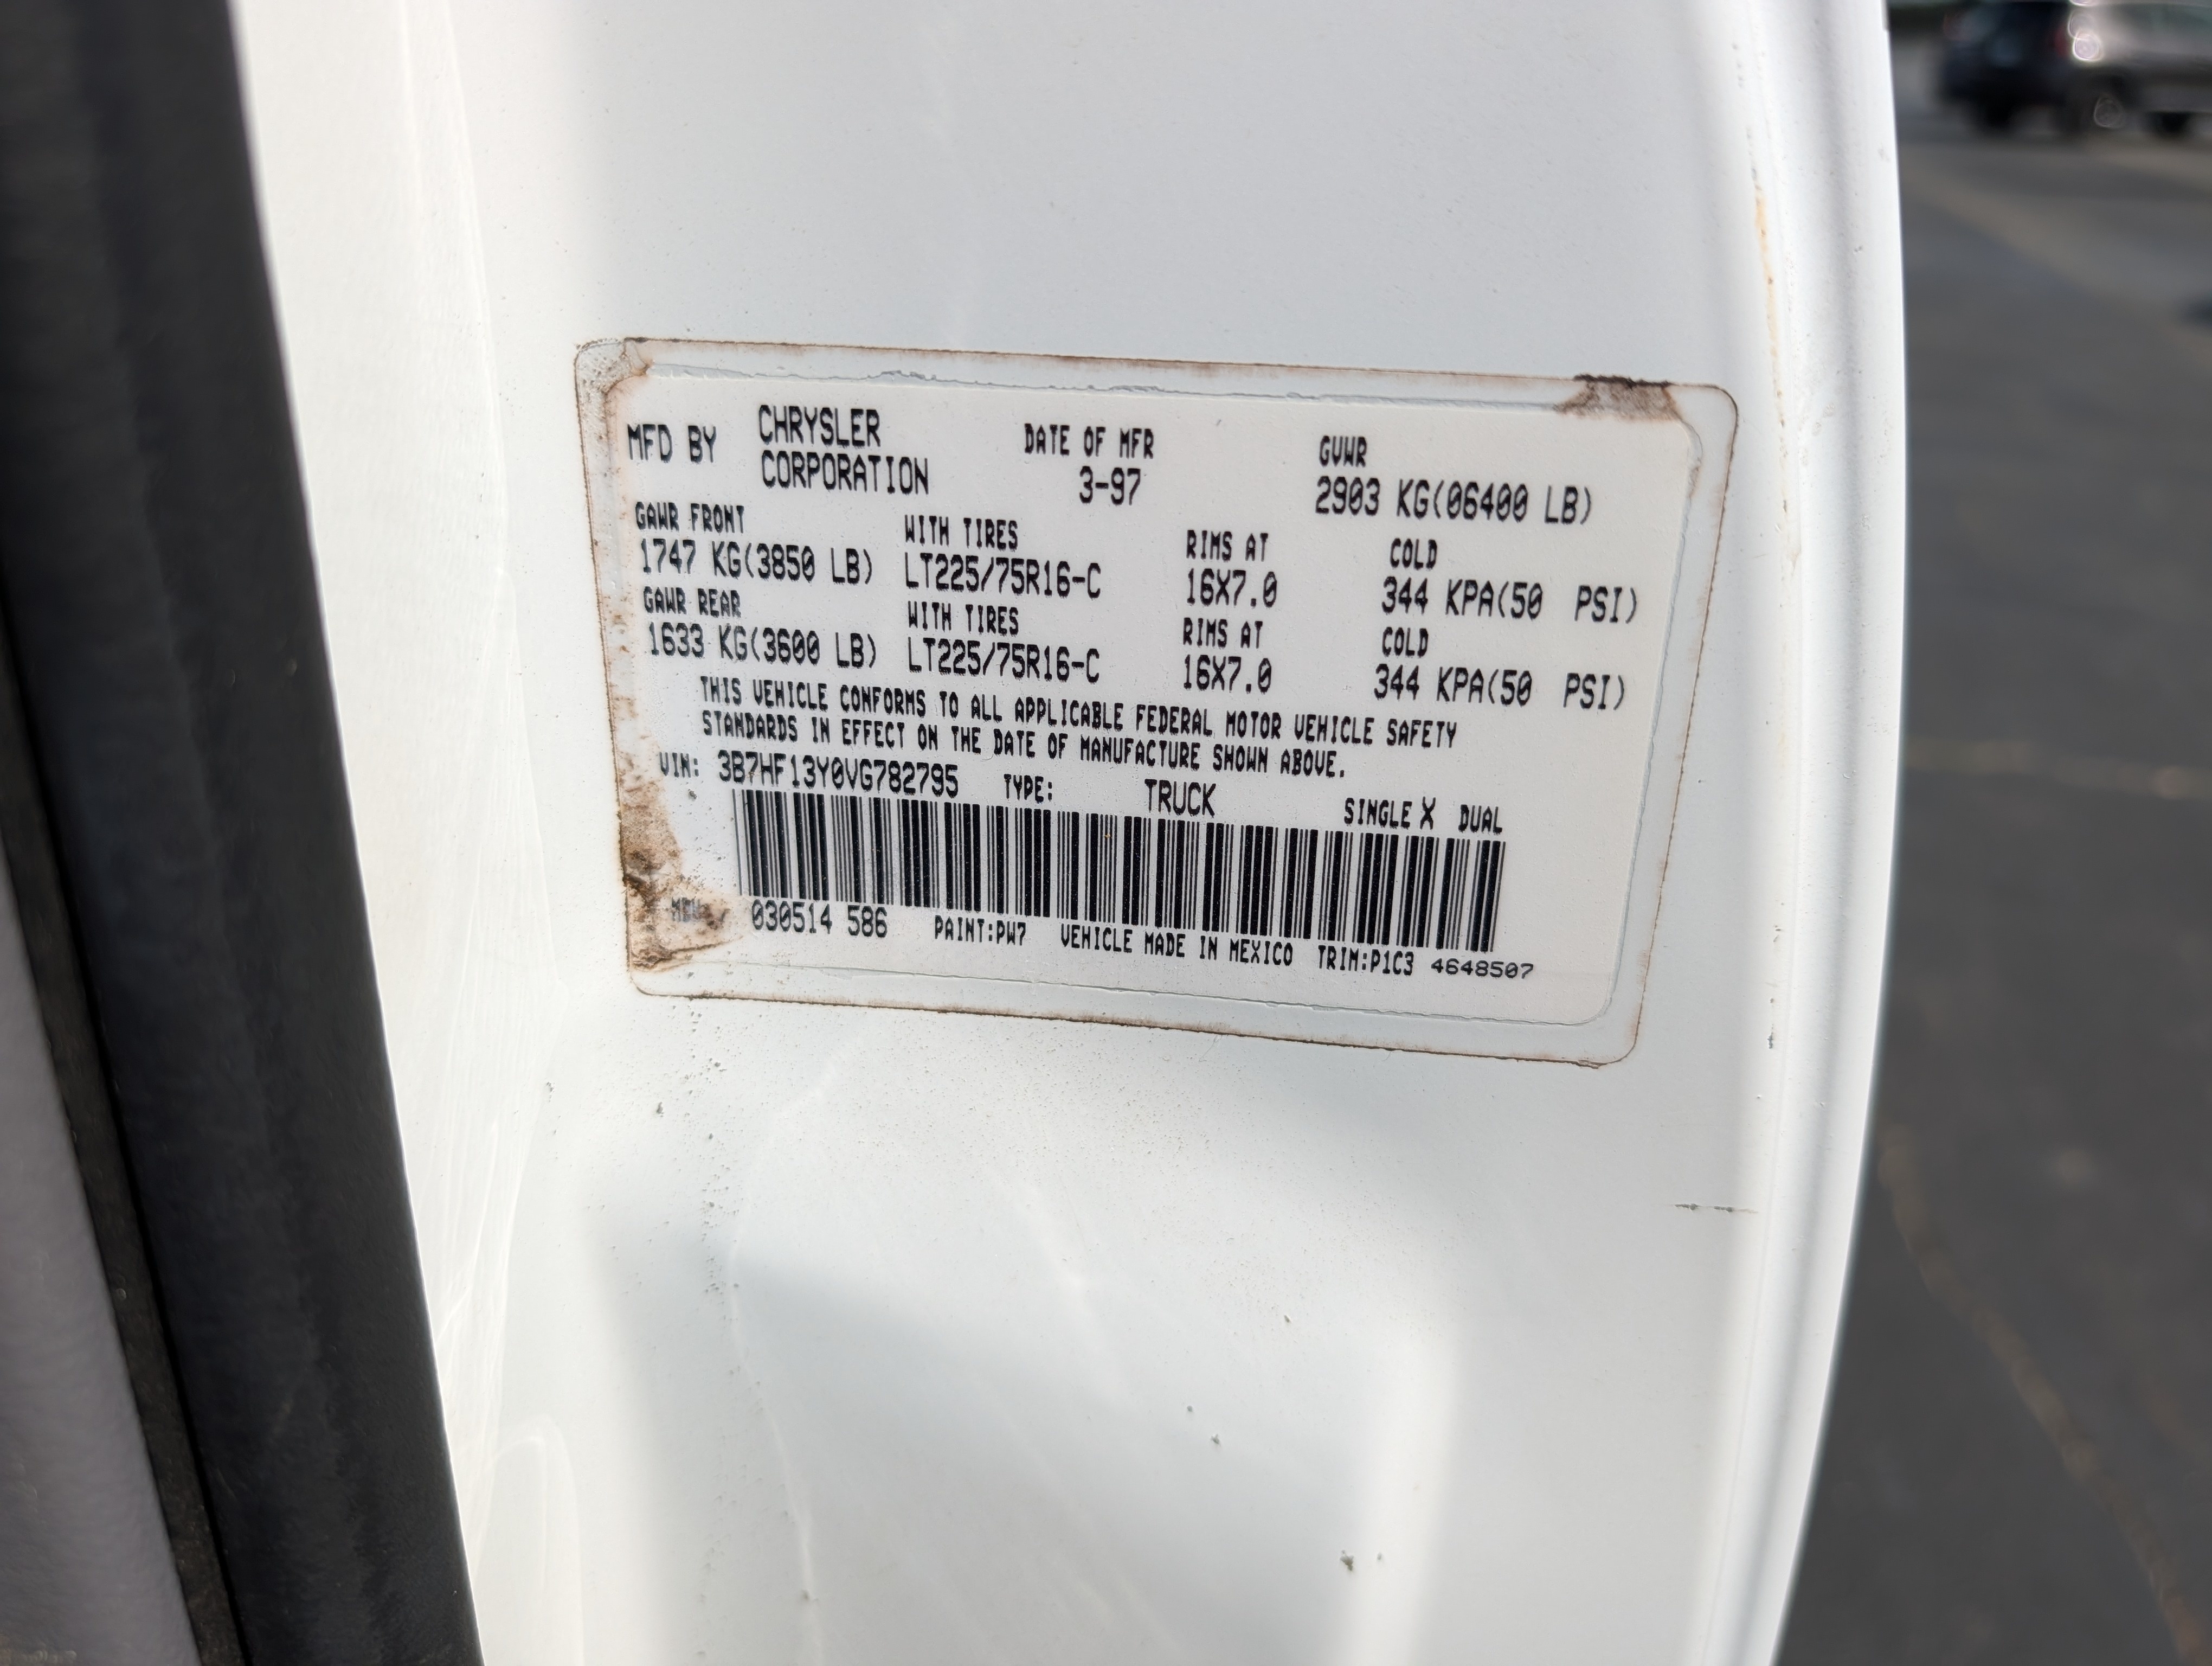 MFD BY CHRYSLER CORPORATION DATE OF MFR 3-97 GVWR 2903 KG(06400 LB)
GAWR FRONT WITH TIRES RIMS AT COLD
1747 KG(3850 LB) LT225/75R16-C 16X7.0 344 KPA(50 PSI)
GAWR REAR WITH TIRES RIMS AT COLD
1633 KG(3600 LB) LT225/75R16-C 16X7.0 344 KPA(50 PSI)
THIS VEHICLE CONFORMS TO ALL APPLICABLE FEDERAL MOTOR VEHICLE SAFETY
STANDARDS IN EFFECT ON THE DATE OF MANUFACTURE SHOWN ABOVE.
VIN: 3B7HF13Y0VG782795 TYPE: TRUCK SINGLE X DUAL
030514 586 PAINT:PW7 VEHICLE MADE IN MEXICO TRIM:P1C3 4648507